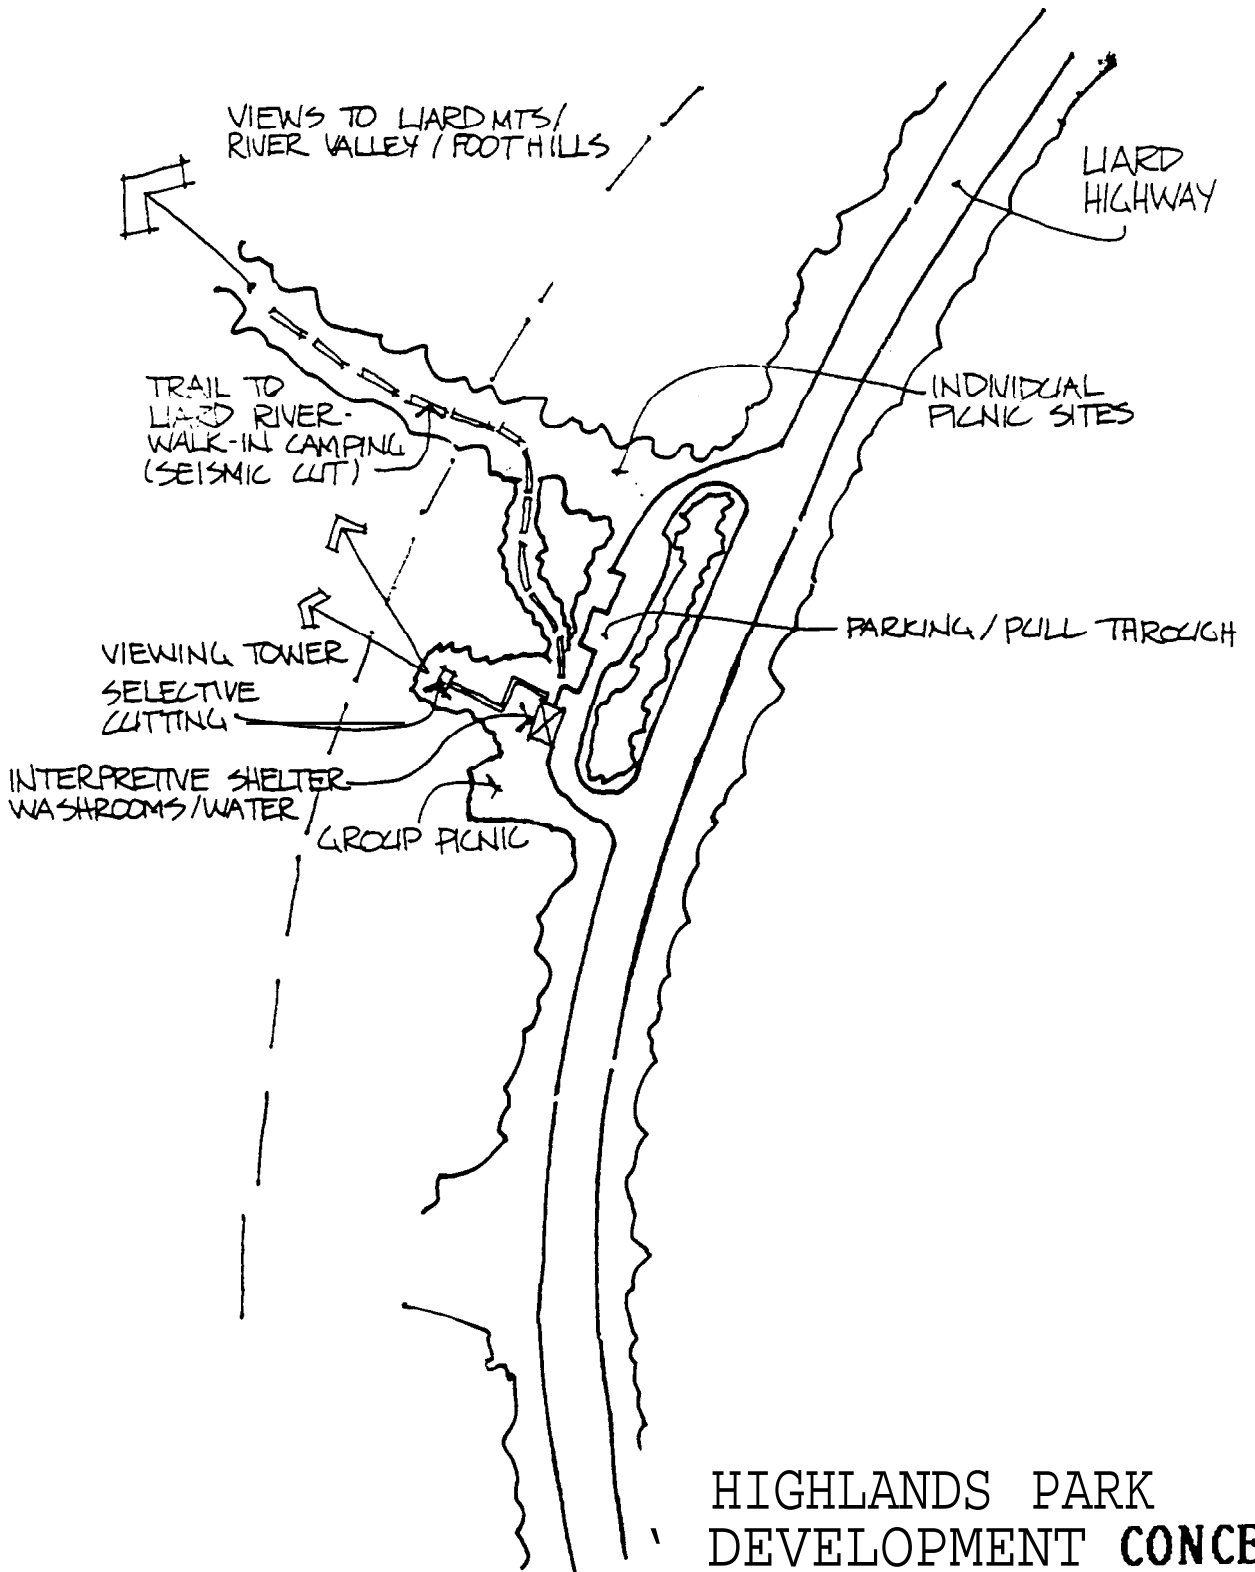 VIEWS TO LIARD MTS/
RIVER VALLEY / FOOTHILLS
LIARD
HIGHWAY
TRAIL TO
LIARD RIVER-
WALK-IN CAMPING
(SEISMIC CUT)
INDIVIDUAL
PICNIC SITES
PARKING / PULL THROUGH
VIEWING TOWER
SELECTIVE
CUTTING
INTERPRETIVE SHELTER
WASHROOMS/WATER
GROUP PICNIC
HIGHLANDS PARK
DEVELOPMENT